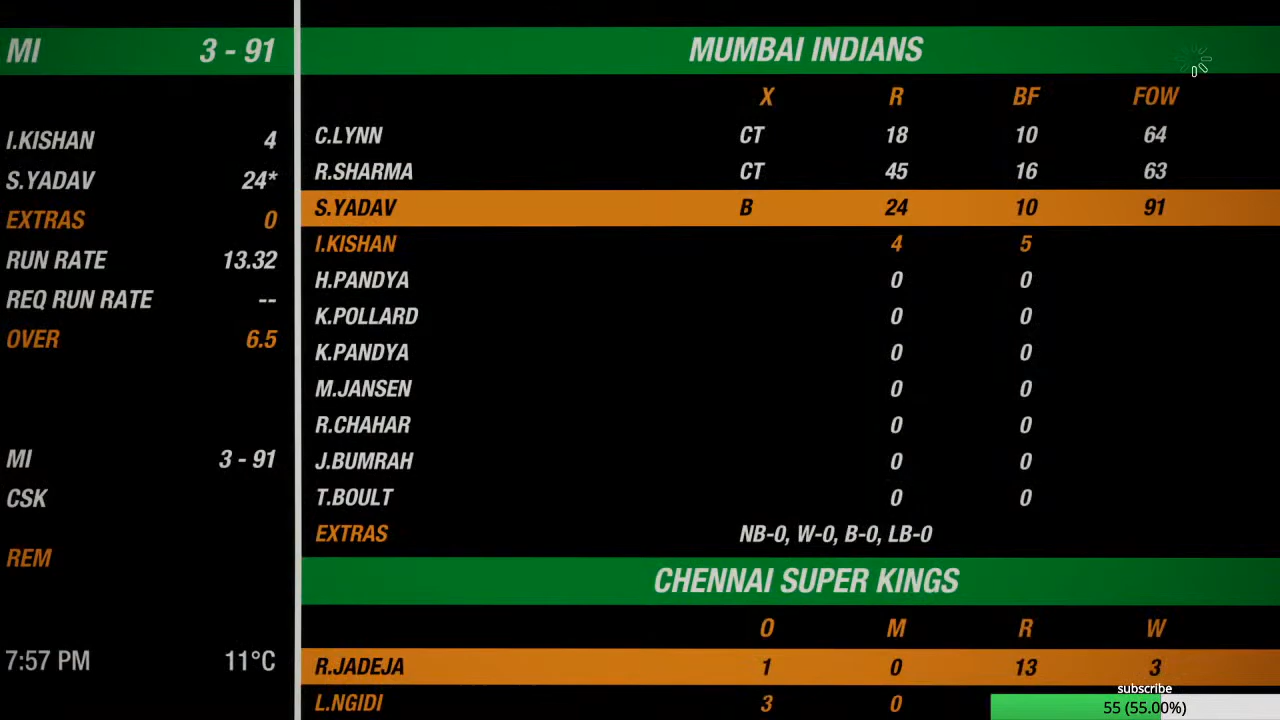 MI 3 - 91
I.KISHAN 4
S.YADAV 24*
EXTRAS 0
RUN RATE 13.32
REQ RUN RATE --
OVER 6.5
MI 3 - 91
CSK
REM
7:57 PM 11°C
MUMBAI INDIANS
X R BF FOW
C.LYNN CT 18 10 64
R.SHARMA CT 45 16 63
S.YADAV B 24 10 91
I.KISHAN 4 5
H.PANDYA 0 0
K.POLLARD 0 0
K.PANDYA 0 0
M.JANSEN 0 0
R.CHAHAR 0 0
J.BUMRAH 0 0
T.BOULT 0 0
EXTRAS NB-0, W-0, B-0, LB-0
CHENNAI SUPER KINGS
O M R W
R.JADEJA 1 0 13 3
L.NGIDI 3 0
subscribe
55 (55.00%)